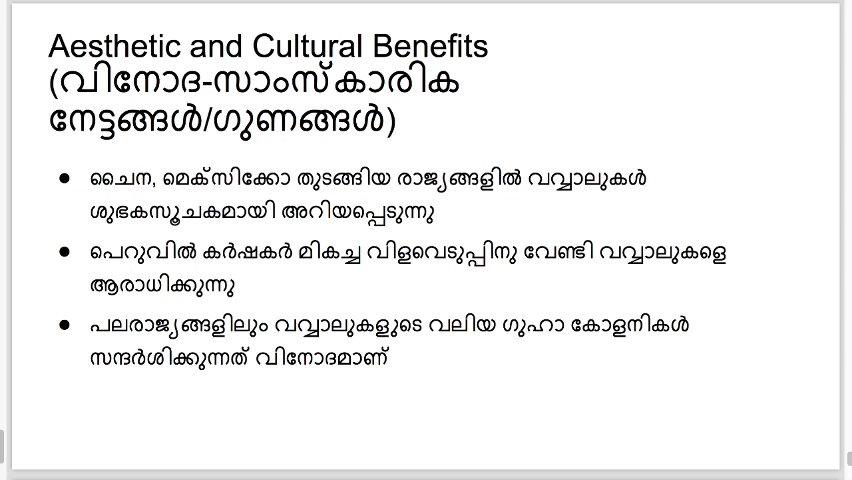 Aesthetic and Cultural Benefits
(വിനോദ-സാംസ്കാരിക
നേട്ടങ്ങൾ/ഗുണങ്ങൾ)
● ചൈന, മെക്സിക്കോ തുടങ്ങിയ രാജ്യങ്ങളിൽ വവ്വാലുകൾ
ശുഭകസൂചകമായി അറിയപ്പെടുന്നു
● പെറുവിൽ കർഷകർ മികച്ച വിളവെടുപ്പിനു വേണ്ടി വവ്വാലുകളെ
ആരാധിക്കുന്നു
● പലരാജ്യങ്ങളിലും വവ്വാലുകളുടെ വലിയ ഗുഹാ കോളനികൾ
സന്ദർശിക്കുന്നത് വിനോദമാണ്